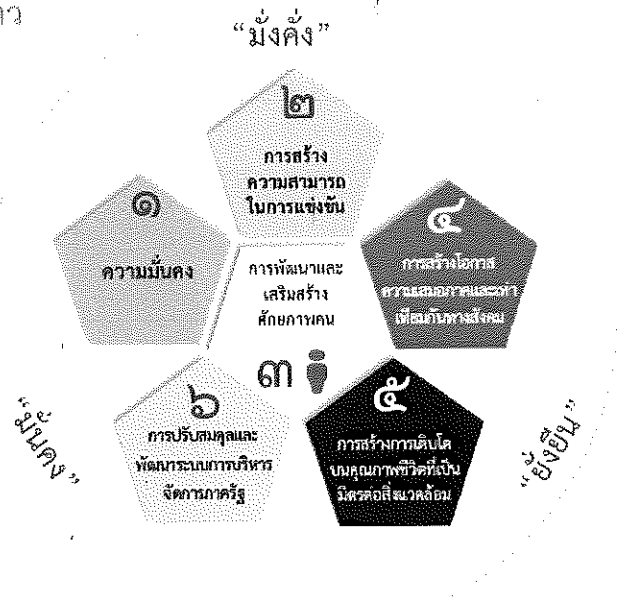 “มั่งคั่ง”
๒
การสร้าง
ความสามารถ
ในการแข่งขัน
๑
ความมั่นคง
๔
การสร้างโอกาส
ความเสมอภาคและเท่า
เทียมกันทางสังคม
การพัฒนาและ
เสริมสร้าง
ศักยภาพคน
๓
๖
การปรับสมดุลและ
พัฒนาระบบการบริหาร
จัดการภาครัฐ
๕
การสร้างการเติบโต
บนคุณภาพชีวิตที่เป็น
มิตรต่อสิ่งแวดล้อม
“มั่นคง”
“ยั่งยืน”